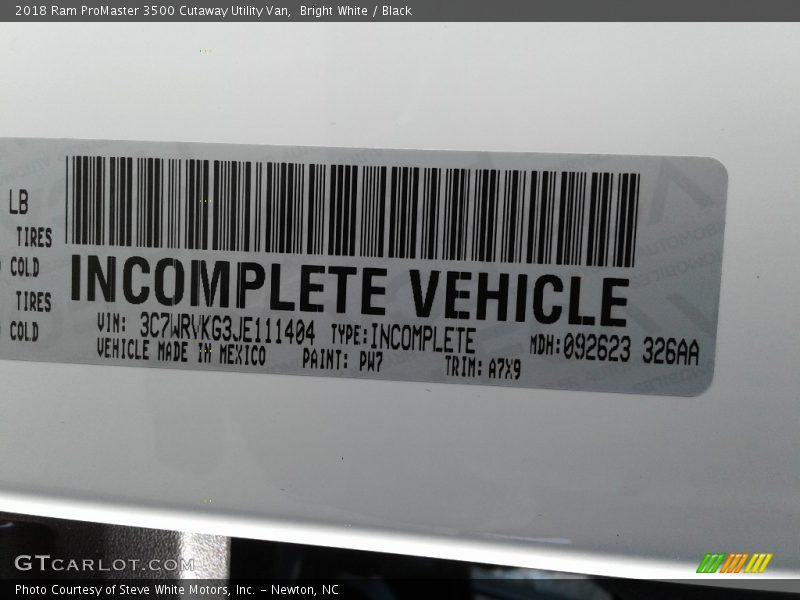 2018 Ram ProMaster 3500 Cutaway Utility Van, Bright White / Black
LB
TIRES
COLD
TIRES
COLD
INCOMPLETE VEHICLE
VIN: 3C7WRVKG3JE111404 TYPE:INCOMPLETE MDH:092623 326AA
VEHICLE MADE IN MEXICO PAINT: PW7 TRIM: A7X9
GTCARLOT.COM
Photo Courtesy of Steve White Motors, Inc. – Newton, NC